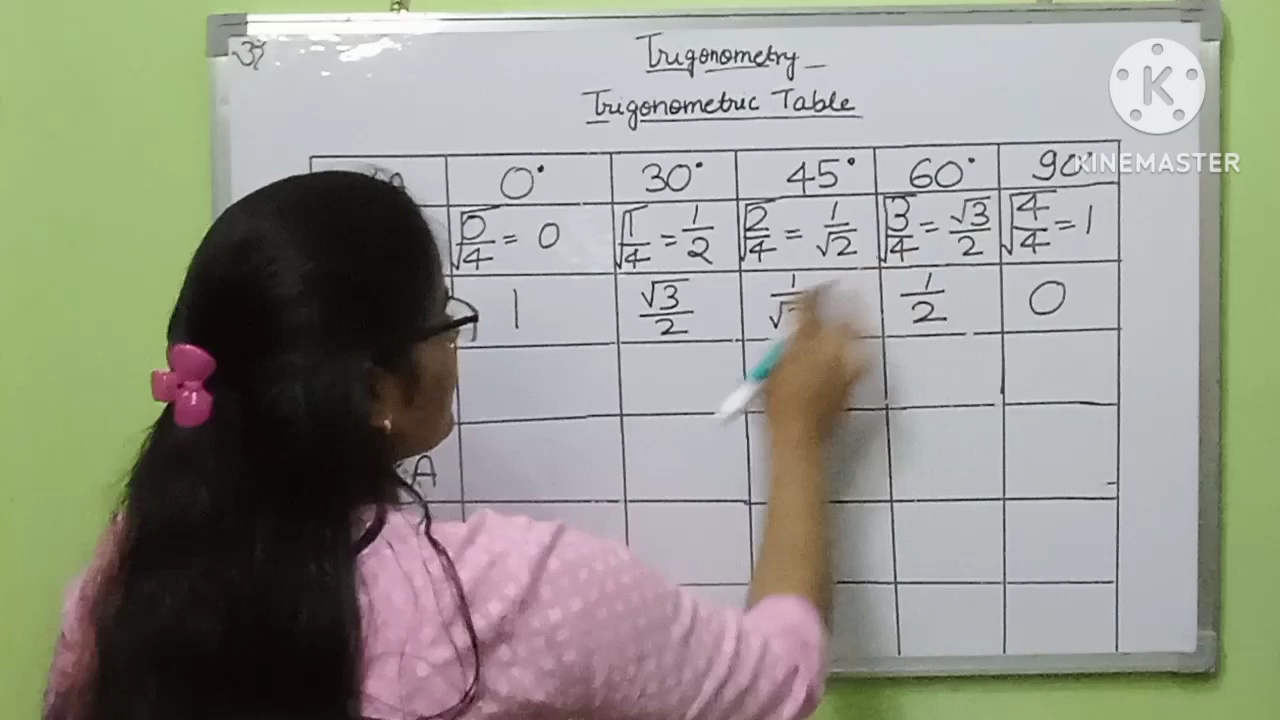 Trigonometry
Trigonometric Table
K
KINEMASTER
0° 30° 45° 60° 90°
√0/4 = 0 √1/4 = 1/2 √2/4 = 1/√2 √3/4 = √3/2 √4/4 = 1
1 √3/2 1/√ 1/2 0
A